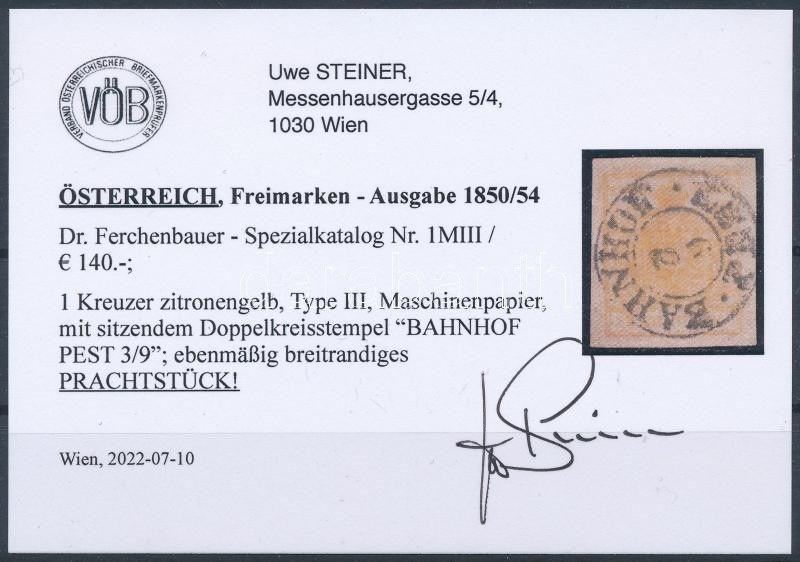 VERBAND ÖSTERREICHISCHER BRIEFMARKENPRÜFER
VÖB
Uwe STEINER,
Messenhausergasse 5/4,
1030 Wien
ÖSTERREICH, Freimarken - Ausgabe 1850/54
Dr. Ferchenbauer - Spezialkatalog Nr. 1MIII /
€ 140.-;
1 Kreuzer zitronengelb, Type III, Maschinenpapier,
mit sitzendem Doppelkreisstempel “BAHNHOF
PEST 3/9”; ebenmäßig breitrandiges
PRACHTSTÜCK!
Wien, 2022-07-10
BAHNHOF PEST